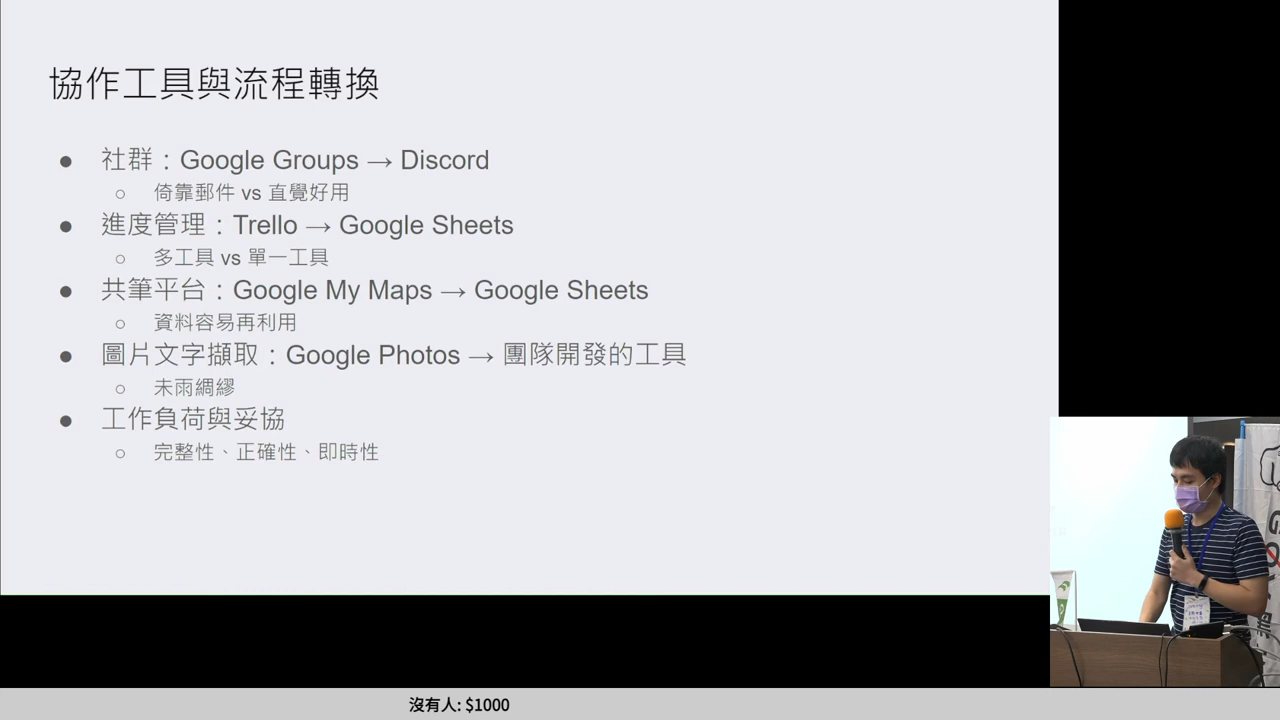 協作工具與流程轉換
● 社群：Google Groups → Discord
○ 倚靠郵件 vs 直覺好用
● 進度管理：Trello → Google Sheets
○ 多工具 vs 單一工具
● 共筆平台：Google My Maps → Google Sheets
○ 資料容易再利用
● 圖片文字擷取：Google Photos → 團隊開發的工具
○ 未雨綢繆
● 工作負荷與妥協
○ 完整性、正確性、即時性
沒有人: $1000